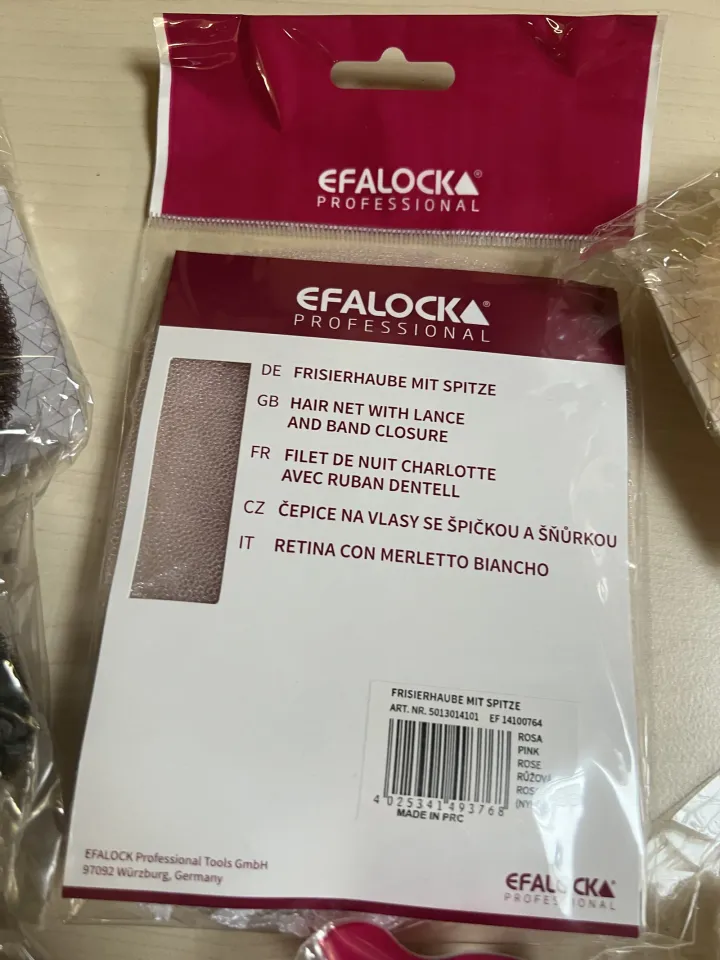 EFALOCK®
PROFESSIONAL
EFALOCK®
PROFESSIONAL
DE FRISIERHAUBE MIT SPITZE
GB HAIR NET WITH LANCE
AND BAND CLOSURE
FR FILET DE NUIT CHARLOTTE
AVEC RUBAN DENTELL
CZ ČEPICE NA VLASY SE ŠPIČKOU A ŠŇŮRKOU
IT RETINA CON MERLETTO BIANCHO
FRISIERHAUBE MIT SPITZE
ART. NR. 5013014101 EF 14100764
ROSA
PINK
ROSE
RŮŽOVÁ
4 025341 493768
MADE IN PRC
EFALOCK Professional Tools GmbH
97092 Würzburg, Germany
EFALOCK®
PROFESSIONAL